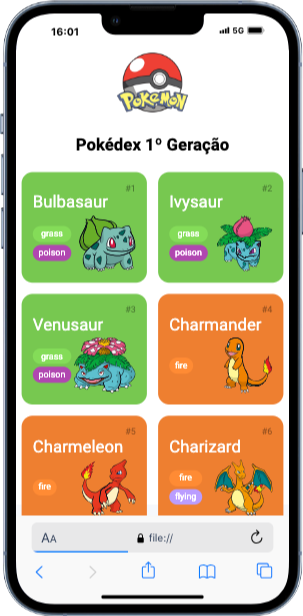 16:01
5G
POKéMON
Pokédex 1º Geração
#1
Bulbasaur
grass
poison
#2
Ivysaur
grass
poison
#3
Venusaur
grass
poison
#4
Charmander
fire
#5
Charmeleon
fire
#6
Charizard
fire
flying
AA
file://